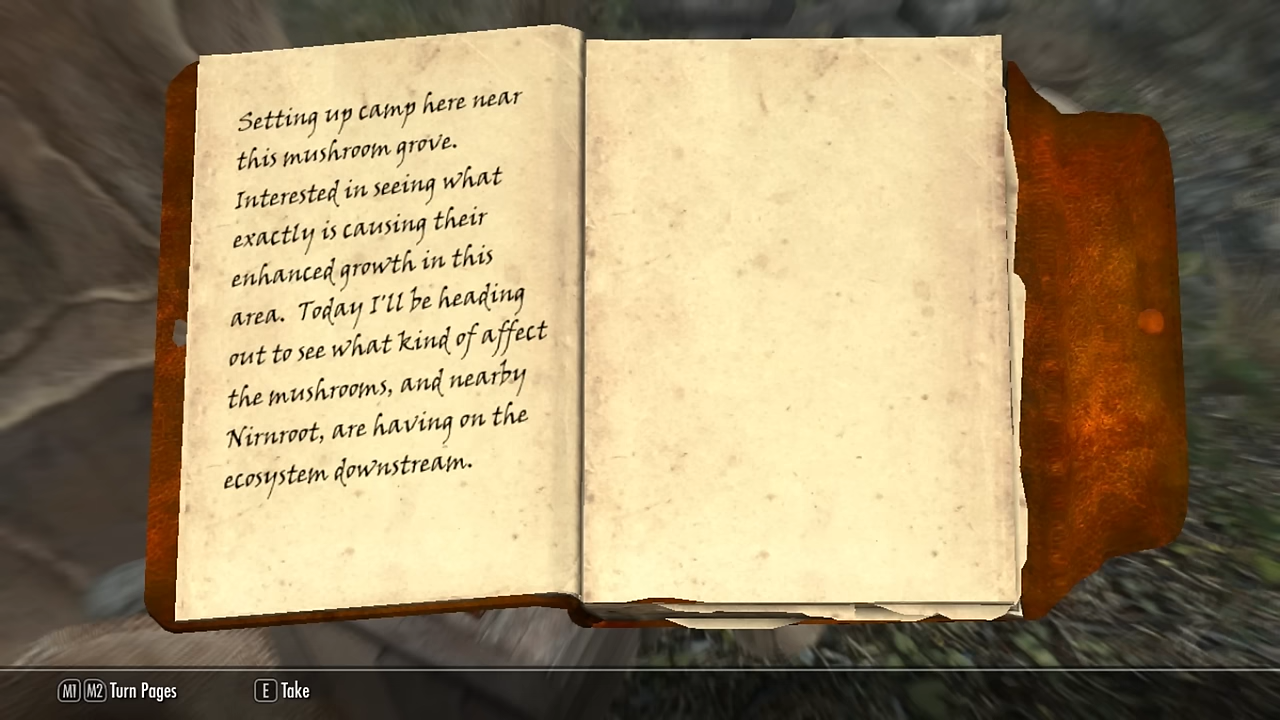 Setting up camp here near
this mushroom grove.
Interested in seeing what
exactly is causing their
enhanced growth in this
area.  Today I'll be heading
out to see what kind of affect
the mushrooms, and nearby
Nirnroot, are having on the
ecosystem downstream.
M1 M2 Turn Pages
E Take